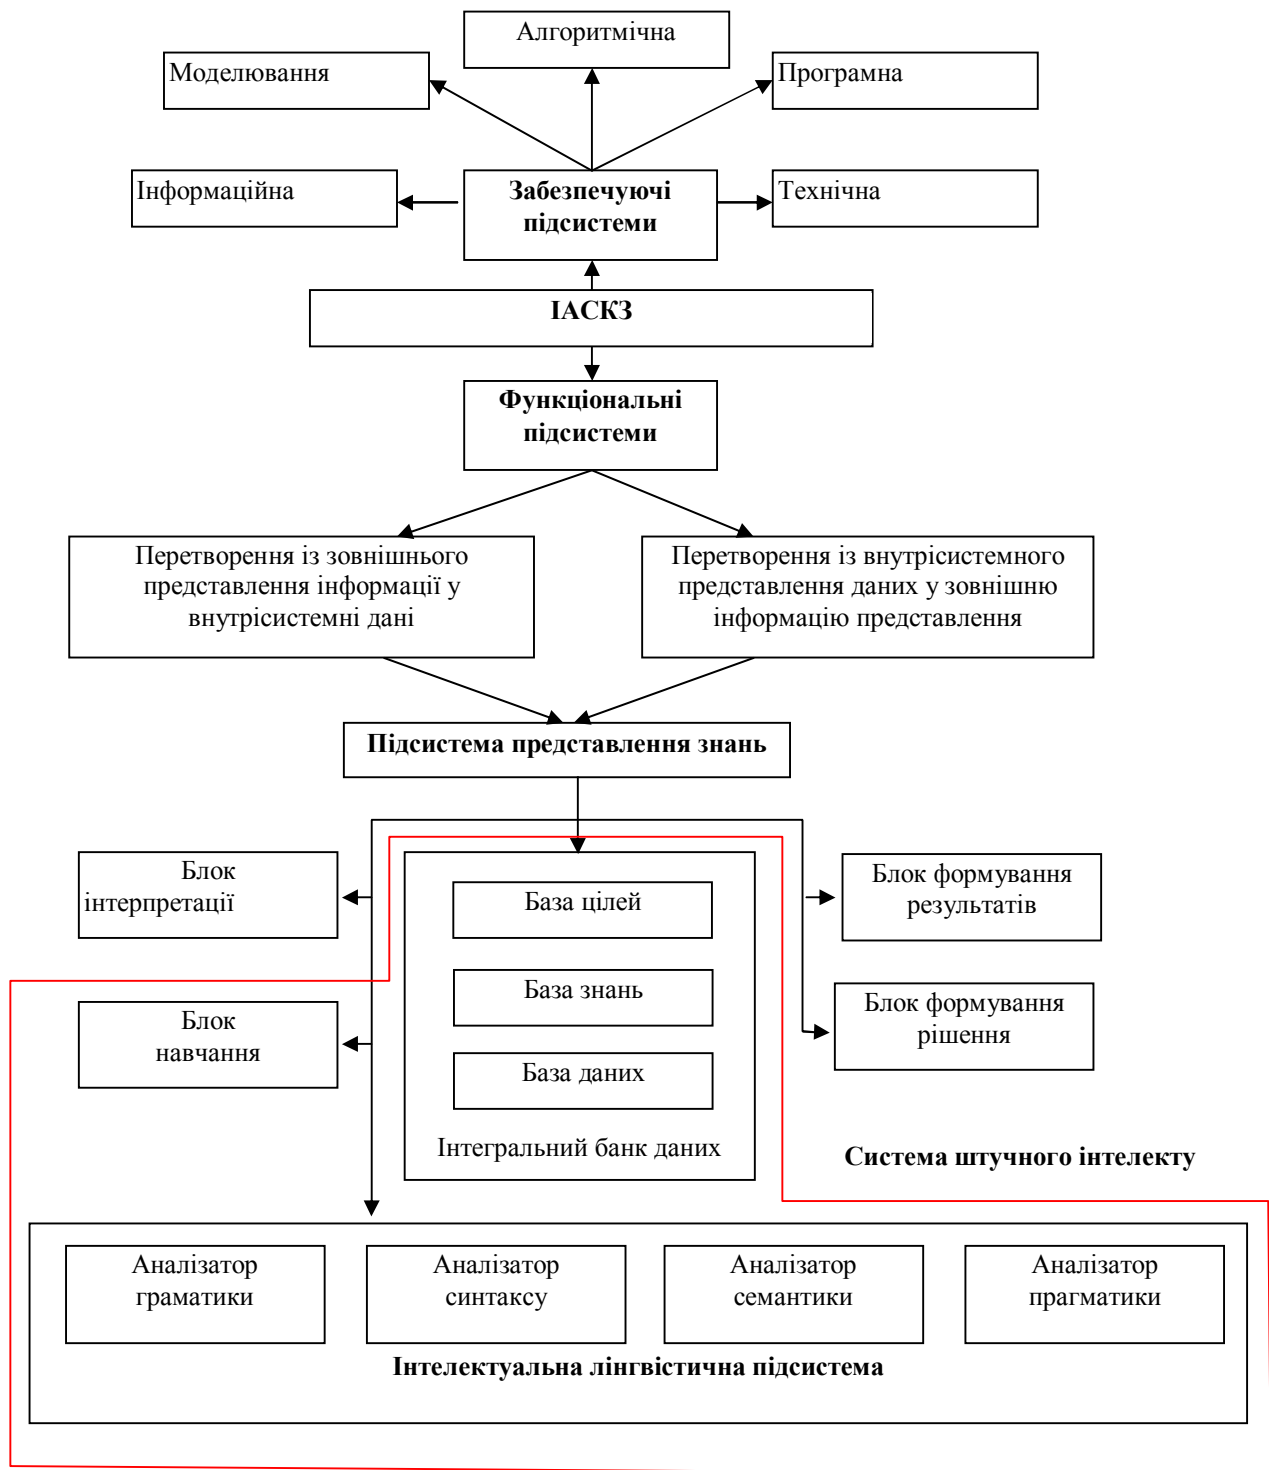 Алгоритмічна
Моделювання
Програмна
Інформаційна
Забезпечуючі
підсистеми
Технічна
ІАСКЗ
Функціональні
підсистеми
Перетворення із зовнішнього
представлення інформації у
внутрісистемні дані
Перетворення із внутрісистемного
представлення даних у зовнішню
інформацію представлення
Підсистема представлення знань
Блок
інтерпретації
База цілей
Блок формування
результатів
База знань
Блок
навчання
Блок формування
рішення
База даних
Інтегральний банк даних
Система штучного інтелекту
Аналізатор
граматики
Аналізатор
синтаксу
Аналізатор
семантики
Аналізатор
прагматики
Інтелектуальна лінгвістична підсистема